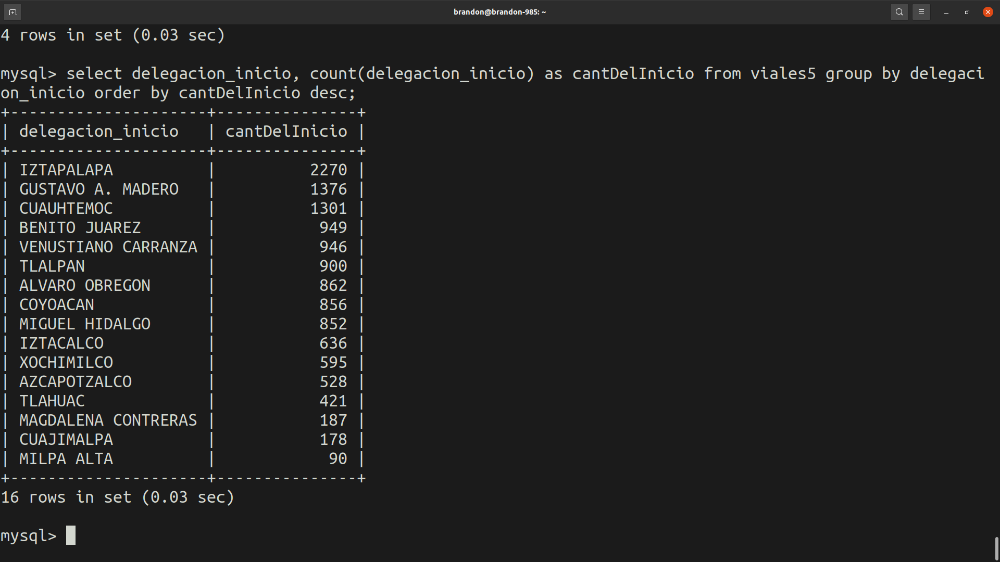 brandon@brandon-985: ~
4 rows in set (0.03 sec)
mysql> select delegacion_inicio, count(delegacion_inicio) as cantDelInicio from viales5 group by delegaci
on_inicio order by cantDelInicio desc;
+---------------------+---------------+
| delegacion_inicio   | cantDelInicio |
+---------------------+---------------+
| IZTAPALAPA          |          2270 |
| GUSTAVO A. MADERO   |          1376 |
| CUAUHTEMOC          |          1301 |
| BENITO JUAREZ       |           949 |
| VENUSTIANO CARRANZA |           946 |
| TLALPAN             |           900 |
| ALVARO OBREGON      |           862 |
| COYOACAN            |           856 |
| MIGUEL HIDALGO      |           852 |
| IZTACALCO           |           636 |
| XOCHIMILCO          |           595 |
| AZCAPOTZALCO        |           528 |
| TLAHUAC             |           421 |
| MAGDALENA CONTRERAS |           187 |
| CUAJIMALPA          |           178 |
| MILPA ALTA          |            90 |
+---------------------+---------------+
16 rows in set (0.03 sec)
mysql>